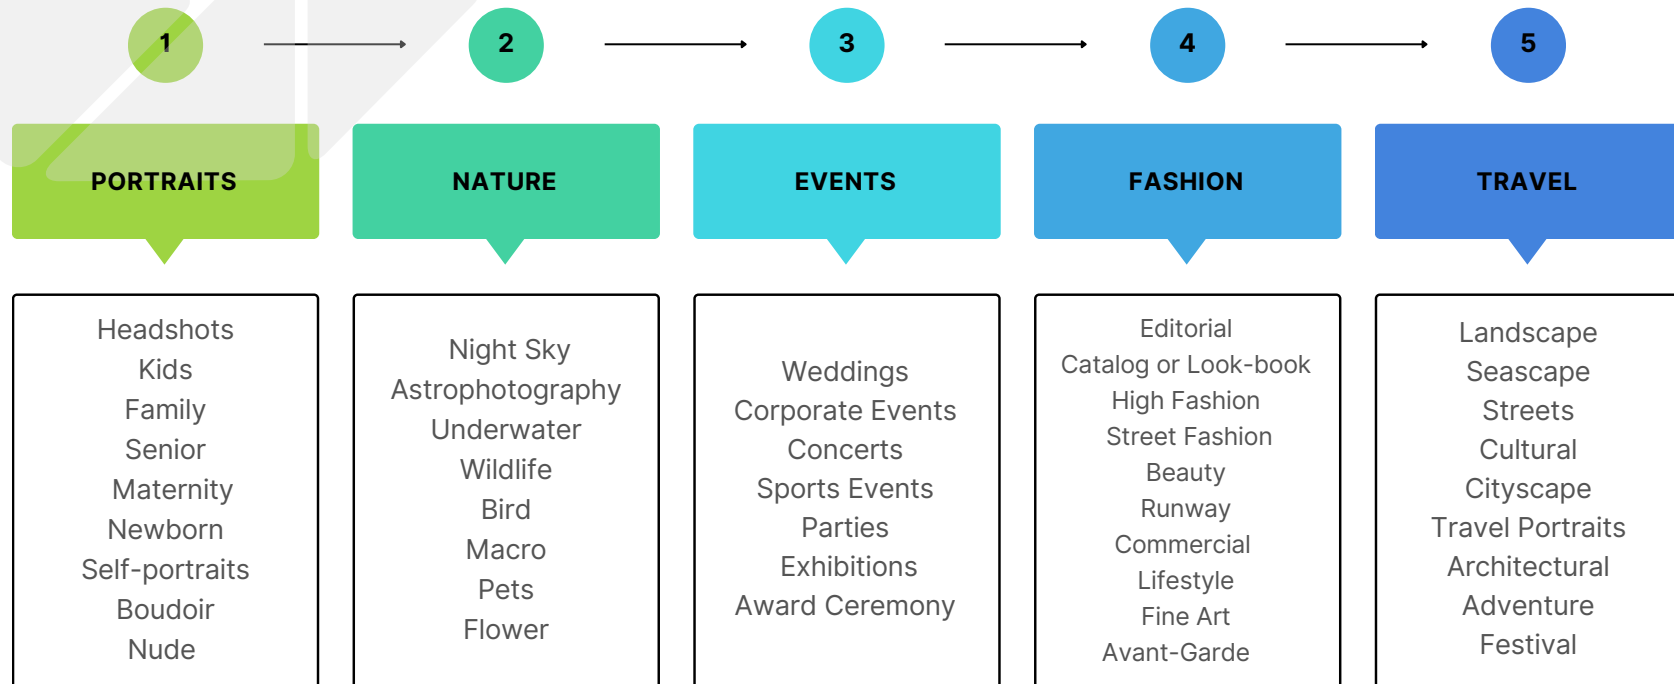 1
2
3
4
5
PORTRAITS
NATURE
EVENTS
FASHION
TRAVEL
Headshots
Kids
Family
Senior
Maternity
Newborn
Self-portraits
Boudoir
Nude
Night Sky
Astrophotography
Underwater
Wildlife
Bird
Macro
Pets
Flower
Weddings
Corporate Events
Concerts
Sports Events
Parties
Exhibitions
Award Ceremony
Editorial
Catalog or Look-book
High Fashion
Street Fashion
Beauty
Runway
Commercial
Lifestyle
Fine Art
Avant-Garde
Landscape
Seascape
Streets
Cultural
Cityscape
Travel Portraits
Architectural
Adventure
Festival